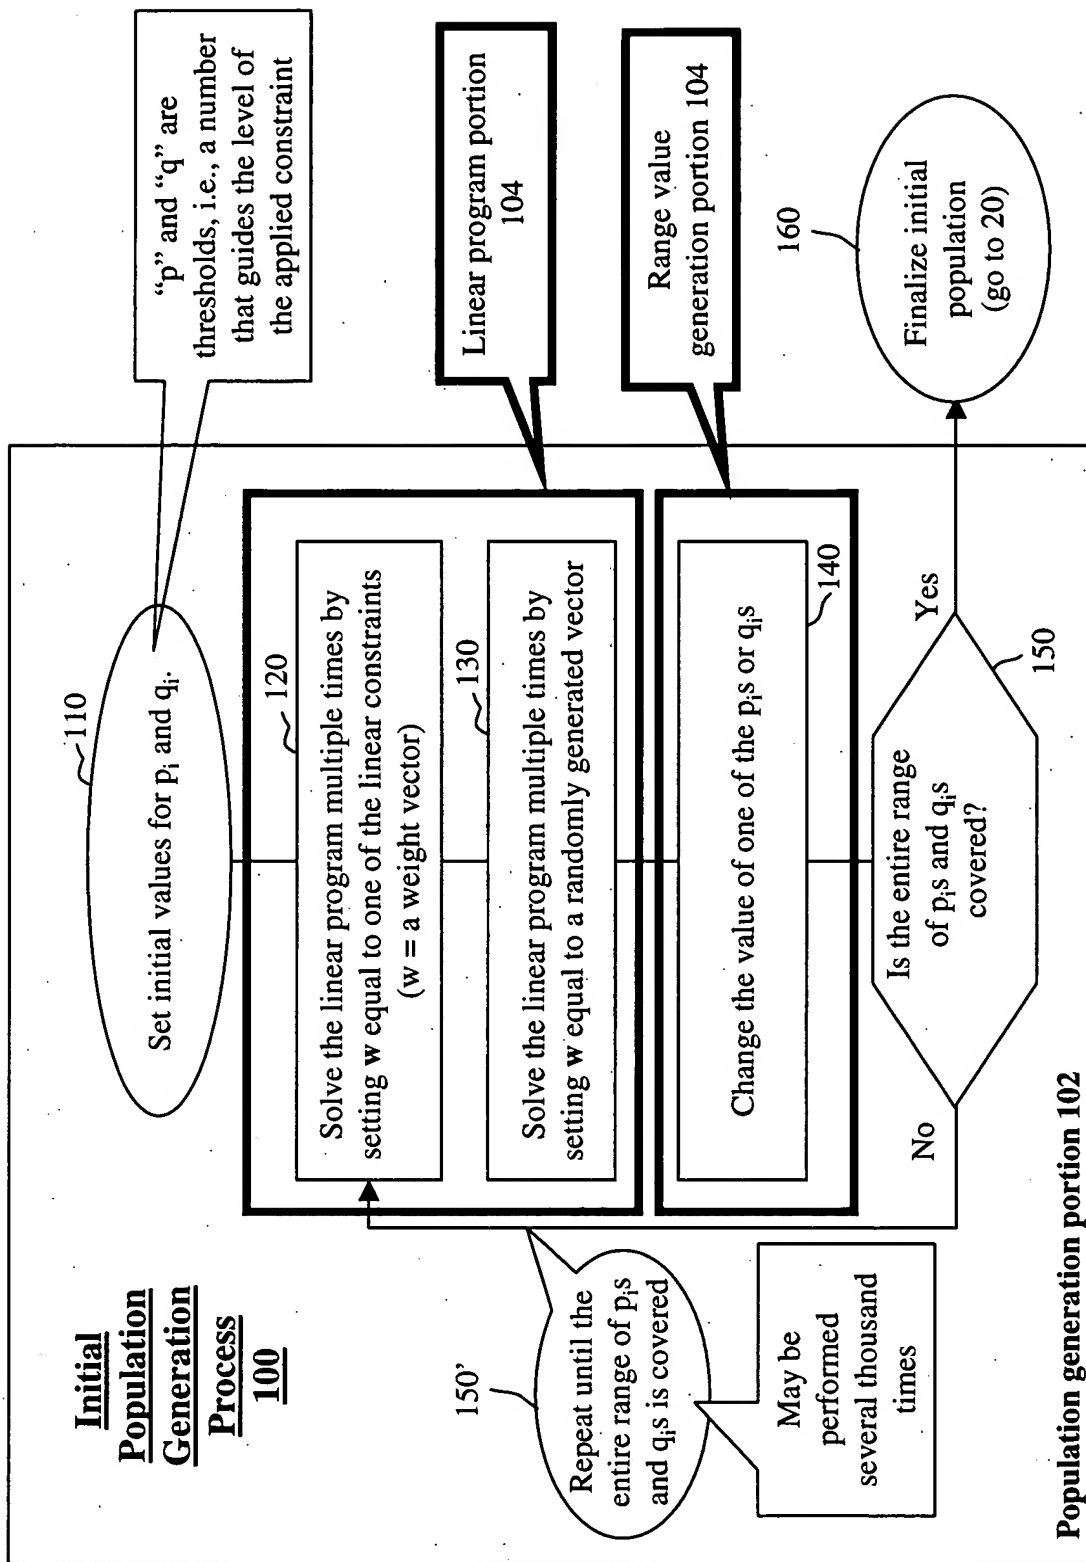 Initial
Population
Generation
Process
100
110
Set initial values for pi and qi.
"p" and "q" are
thresholds, i.e., a number
that guides the level of
the applied constraint
120
Solve the linear program multiple times by
setting w equal to one of the linear constraints
(w = a weight vector)
130
Solve the linear program multiple times by
setting w equal to a randomly generated vector
Linear program portion
104
140
Change the value of one of the pis or qis
Range value
generation portion 104
150'
Repeat until the
entire range of pis
and qis is covered
May be
performed
several thousand
times
No
Is the entire range
of pis and qis
covered?
Yes
150
160
Finalize initial
population
(go to 20)
Population generation portion 102